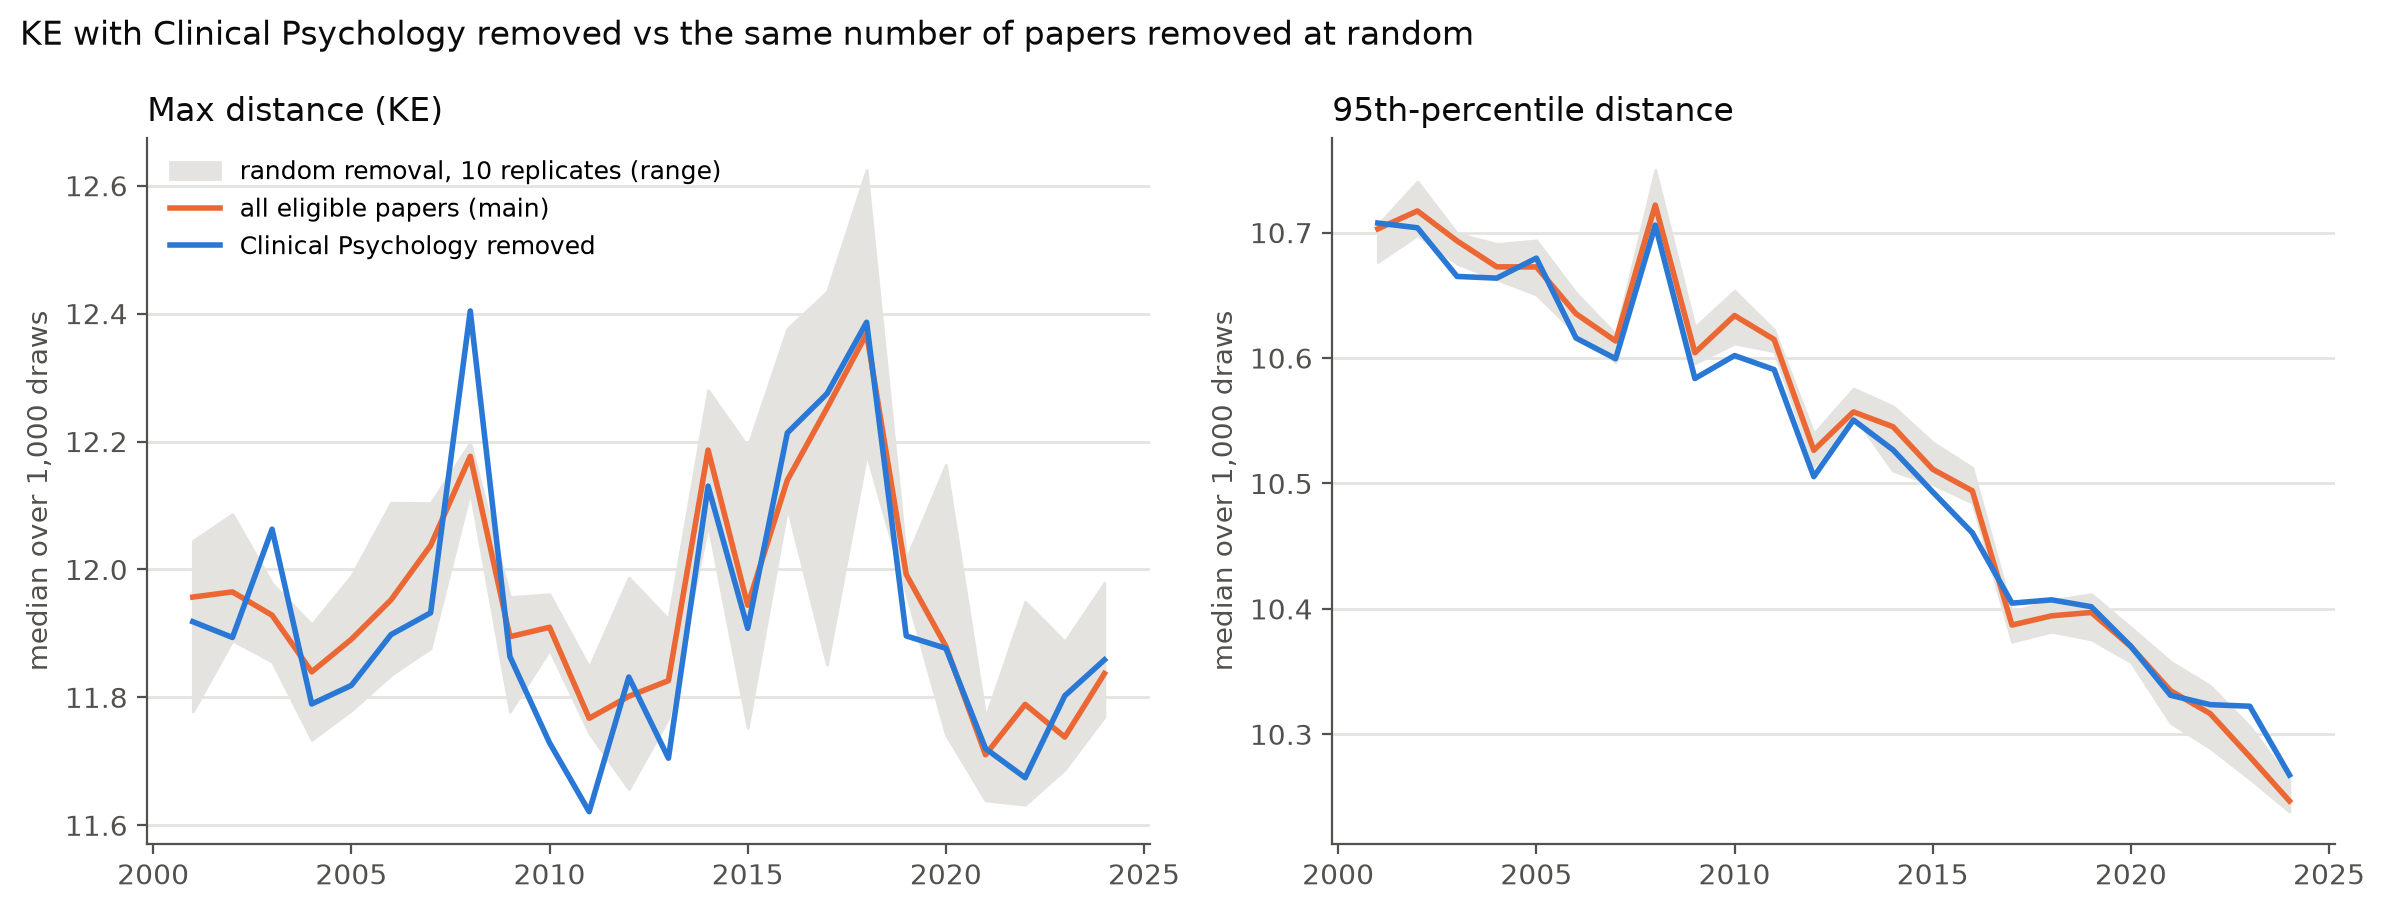 KE with Clinical Psychology removed vs the same number of papers removed at random
Max distance (KE)
random removal, 10 replicates (range)
all eligible papers (main)
Clinical Psychology removed
median over 1,000 draws
12.6
12.4
12.2
12.0
11.8
11.6
2000 2005 2010 2015 2020 2025
95th-percentile distance
median over 1,000 draws
10.7
10.6
10.5
10.4
10.3
2000 2005 2010 2015 2020 2025